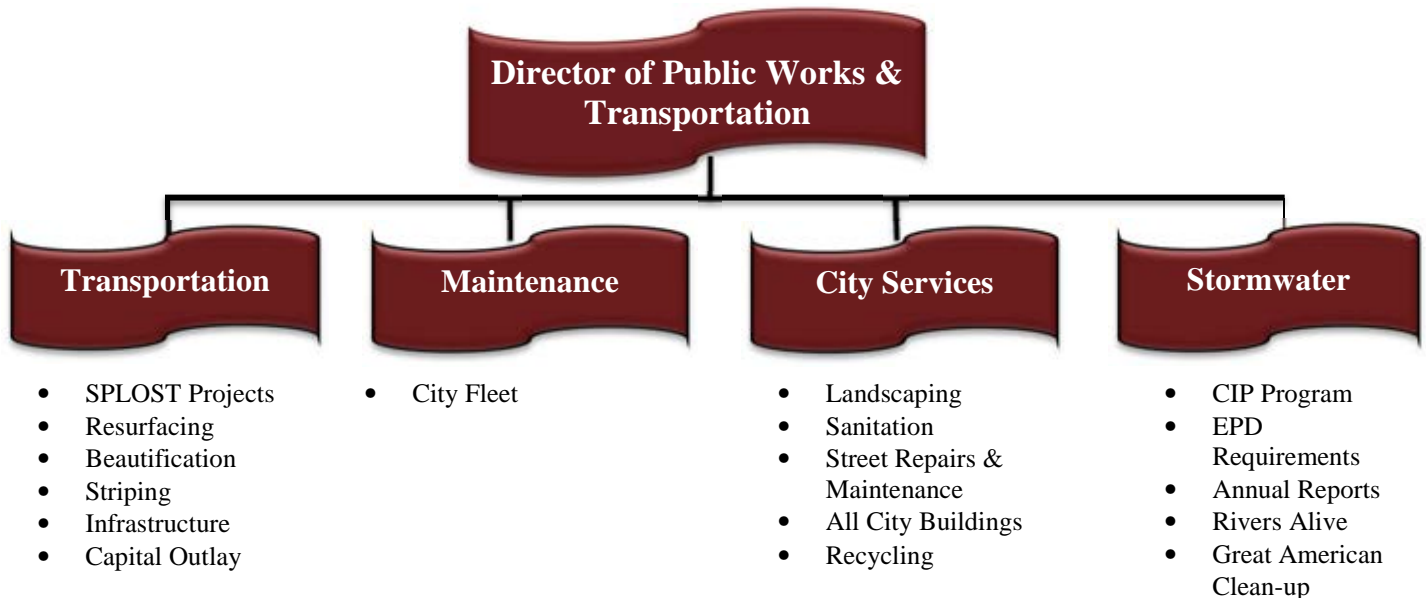 Director of Public Works &
Transportation
Transportation
Maintenance
City Services
Stormwater
• SPLOST Projects
• Resurfacing
• Beautification
• Striping
• Infrastructure
• Capital Outlay
• City Fleet
• Landscaping
• Sanitation
• Street Repairs &
Maintenance
• All City Buildings
• Recycling
• CIP Program
• EPD
Requirements
• Annual Reports
• Rivers Alive
• Great American
Clean-up